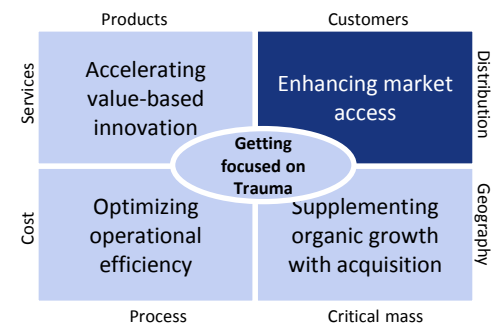 Products
Customers
Services
Accelerating
value-based
innovation
Enhancing market
access
Distribution
Getting
focused on
Trauma
Cost
Optimizing
operational
efficiency
Supplementing
organic growth
with acquisition
Geography
Process
Critical mass